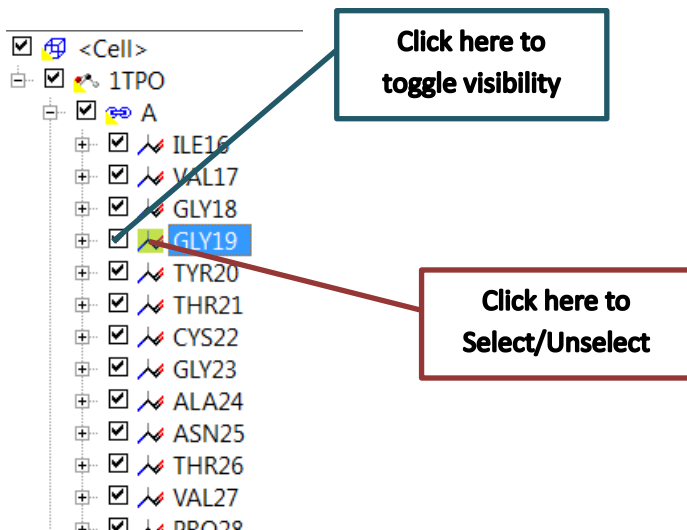 <Cell>
1TPO
A
ILE16
VAL17
GLY18
GLY19
TYR20
THR21
CYS22
GLY23
ALA24
ASN25
THR26
VAL27
PRO28
Click here to
toggle visibility
Click here to
Select/Unselect